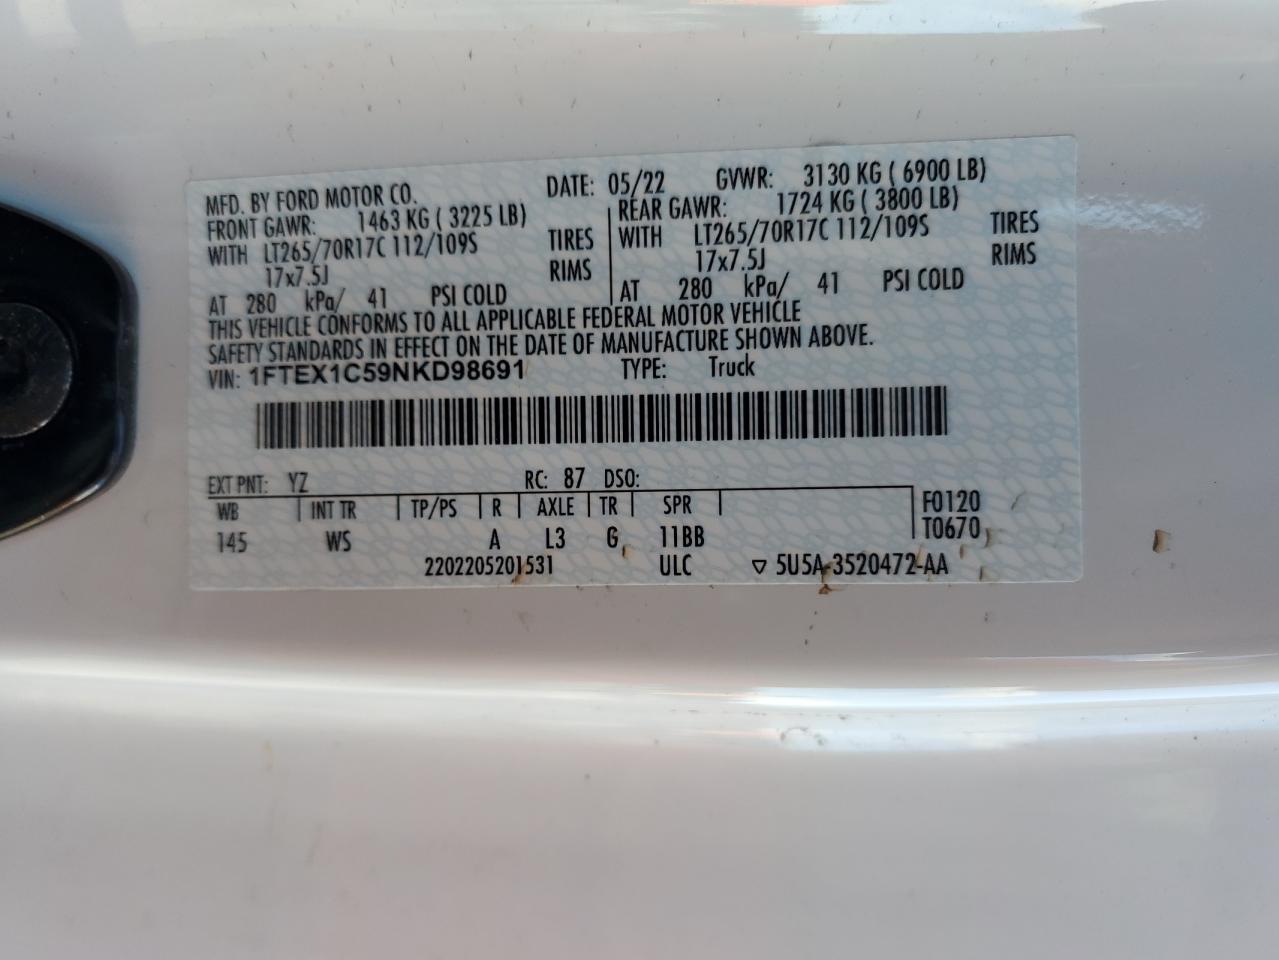 MFD. BY FORD MOTOR CO. DATE: 05/22 GVWR: 3130 KG ( 6900 LB)
FRONT GAWR: 1463 KG ( 3225 LB) REAR GAWR: 1724 KG ( 3800 LB)
WITH LT265/70R17C 112/109S TIRES WITH LT265/70R17C 112/109S TIRES
17x7.5J RIMS 17x7.5J RIMS
AT 280 kPa/ 41 PSI COLD AT 280 kPa/ 41 PSI COLD
THIS VEHICLE CONFORMS TO ALL APPLICABLE FEDERAL MOTOR VEHICLE
SAFETY STANDARDS IN EFFECT ON THE DATE OF MANUFACTURE SHOWN ABOVE.
VIN: 1FTEX1C59NKD98691 TYPE: Truck
EXT PNT: YZ RC: 87 DSO:
WB INT TR TP/PS R AXLE TR SPR F0120
145 WS A L3 G 11BB T0670
2202205201531 ULC ▽ 5U5A-3520472-AA